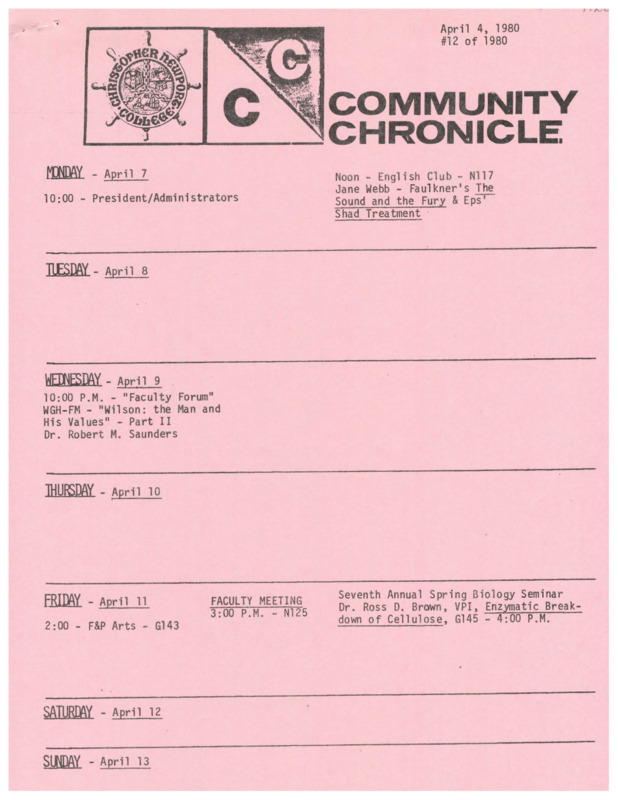 April 4, 1980
#12 of 1980
CHRISTOPHER NEWPORT
COLLEGE
C C
COMMUNITY
CHRONICLE
MONDAY - April 7
10:00 - President/Administrators
Noon - English Club - N117
Jane Webb - Faulkner's The
Sound and the Fury & Eps'
Shad Treatment
TUESDAY - April 8
WEDNESDAY - April 9
10:00 P.M. - "Faculty Forum"
WGH-FM - "Wilson: the Man and
His Values" - Part II
Dr. Robert M. Saunders
THURSDAY - April 10
FRIDAY - April 11
2:00 - F&P Arts - G143
FACULTY MEETING
3:00 P.M. - N125
Seventh Annual Spring Biology Seminar
Dr. Ross D. Brown, VPI, Enzymatic Break-
down of Cellulose, G145 - 4:00 P.M.
SATURDAY - April 12
SUNDAY - April 13